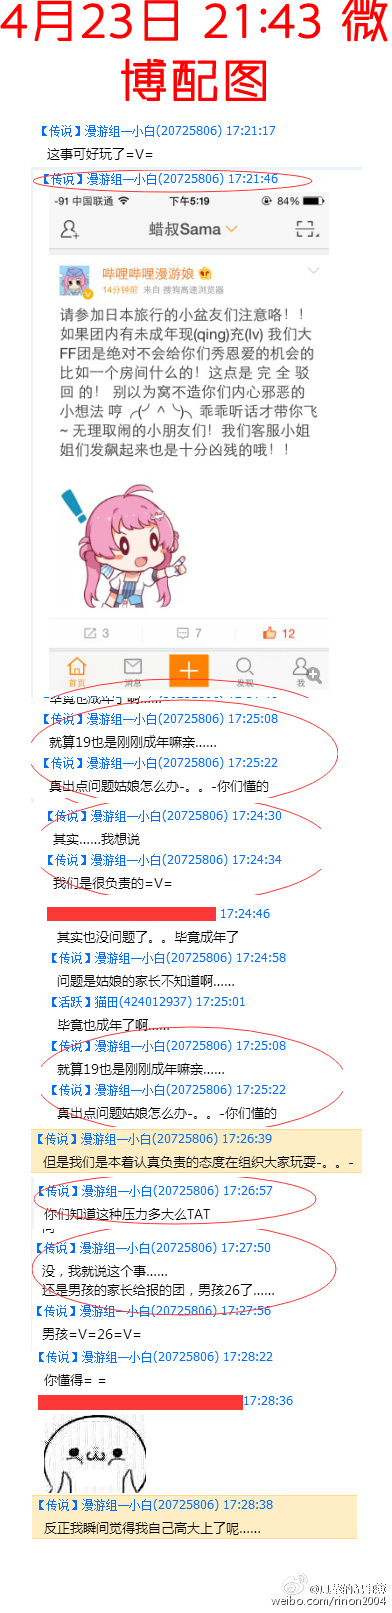 4月23日 21:43 微
博配图
【传说】漫游组—小白(20725806) 17:21:17
这事可好玩了=V=
【传说】漫游组—小白(20725806) 17:21:46
-91 中国联通 下午5:19 84%
蜡叔Sama
哔哩哔哩漫游娘
14分钟前 来自 搜狗高速浏览器
请参加日本旅行的小盆友们注意咯！！
如果团内有未成年现(qing)充(lv) 我们大
FF团是绝对不会给你们秀恩爱的机会的
比如一个房间什么的！这点是 完 全 驳
回 的！ 别以为窝不造你们内心邪恶的
小想法 哼 ╭(╯^╰)╮乖乖听话才带你飞
~ 无理取闹的小朋友们！我们客服小姐
姐们发飙起来也是十分凶残的哦！！
3 7 12
首页 消息 发现 我
毕竟也成年了啊……
【传说】漫游组—小白(20725806) 17:25:08
就算19也是刚刚成年嘛亲……
【传说】漫游组—小白(20725806) 17:25:22
真出点问题姑娘怎么办-。。-你们懂的
【传说】漫游组—小白(20725806) 17:24:30
其实……我想说
【传说】漫游组—小白(20725806) 17:24:34
我们是很负责的=V=
17:24:46
其实也没问题了。。毕竟成年了
【传说】漫游组—小白(20725806) 17:24:58
问题是姑娘的家长不知道啊……
【活跃】猫田(424012937) 17:25:01
毕竟也成年了啊……
【传说】漫游组—小白(20725806) 17:25:08
就算19也是刚刚成年嘛亲……
【传说】漫游组—小白(20725806) 17:25:22
真出点问题姑娘怎么办-。。-你们懂的
【传说】漫游组—小白(20725806) 17:26:39
但是我们是本着认真负责的态度在组织大家玩耍-。。-
【传说】漫游组—小白(20725806) 17:26:57
你们知道这种压力多大么TAT
【传说】漫游组—小白(20725806) 17:27:50
没，我就说这个事……
还是男孩的家长给报的团，男孩26了……
【传说】漫游组—小白(20725806) 17:27:56
男孩=V=26=V=
【传说】漫游组—小白(20725806) 17:28:22
你懂得= =
17:28:36
【传说】漫游组—小白(20725806) 17:28:38
反正我瞬间觉得我自己高大上了呢……
weibo.com/rinon2004